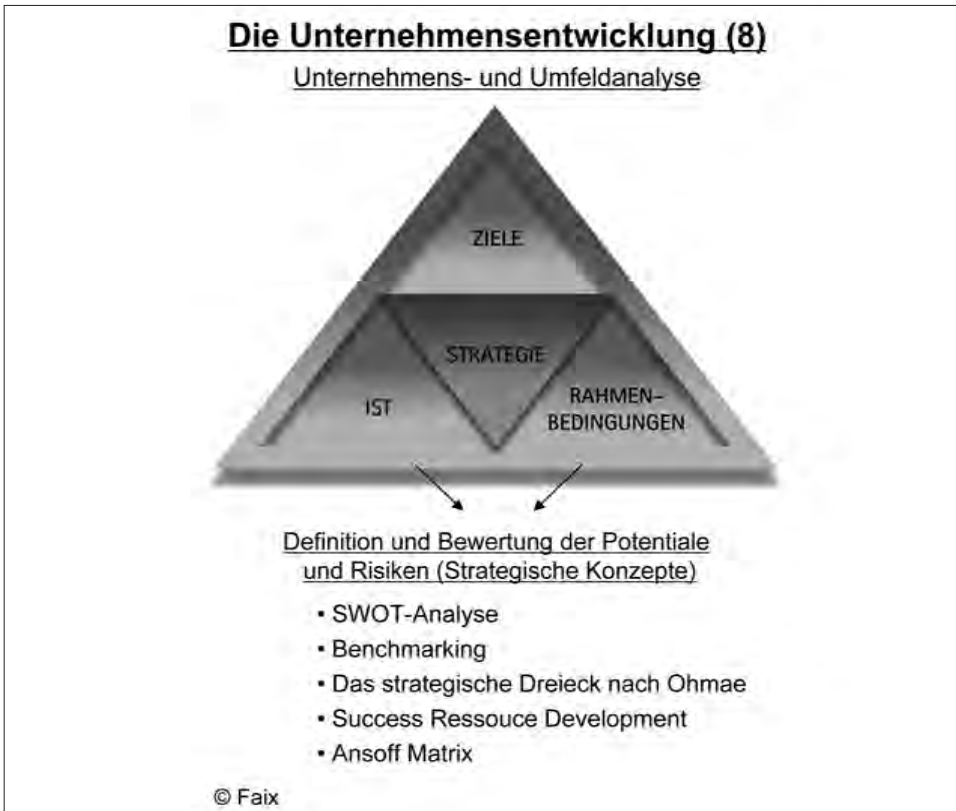 Die Unternehmensentwicklung (8)
Unternehmens- und Umfeldanalyse
ZIELE
STRATEGIE
IST
RAHMEN-
BEDINGUNGEN
Definition und Bewertung der Potentiale
und Risiken (Strategische Konzepte)
• SWOT-Analyse
• Benchmarking
• Das strategische Dreieck nach Ohmae
• Success Ressouce Development
• Ansoff Matrix
© Faix